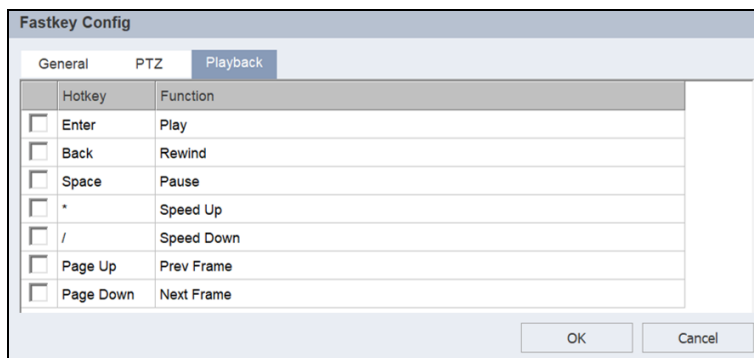 Fastkey Config
General PTZ Playback
Hotkey Function
Enter Play
Back Rewind
Space Pause
* Speed Up
/ Speed Down
Page Up Prev Frame
Page Down Next Frame
OK Cancel